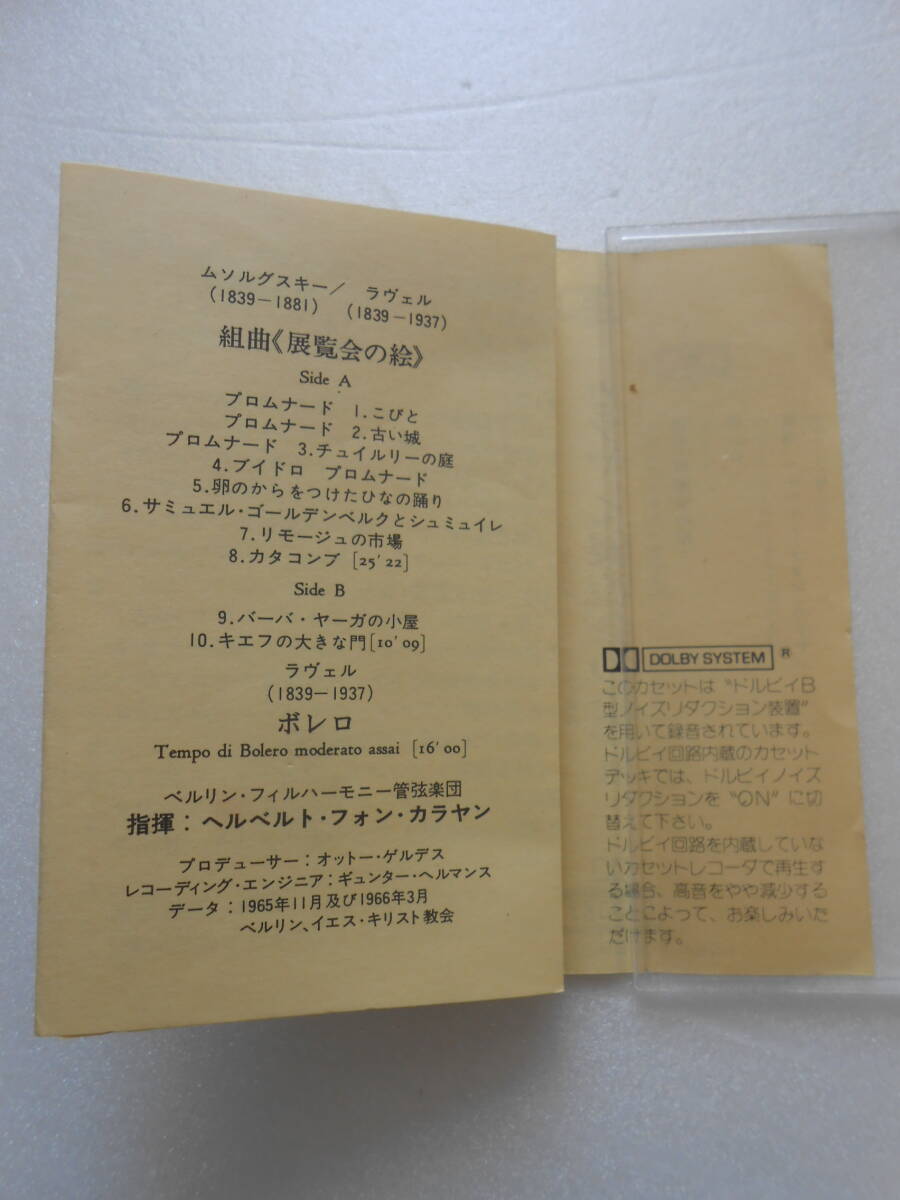 ムソルグスキー／　ラヴェル
(1839－1881)　(1839－1937)
組曲《展覧会の絵》
Side A
プロムナード　1.こびと
プロムナード　2.古い城
プロムナード　3.チュイルリーの庭
4.ブイドロ　プロムナード
5.卵のからをつけたひなの踊り
6.サミュエル・ゴールデンベルクとシュミュイレ
7.リモージュの市場
8.カタコンブ [25′22]
Side B
9.バーバ・ヤーガの小屋
10.キエフの大きな門[10′09]
ラヴェル
(1839－1937)
ボレロ
Tempo di Bolero moderato assai [16′00]
ベルリン・フィルハーモニー管弦楽団
指揮：ヘルベルト・フォン・カラヤン
プロデューサー：オットー・ゲルデス
レコーディング・エンジニア：ギュンター・ヘルマンス
データ：1965年11月及び1966年3月
ベルリン、イエス・キリスト教会
DOLBY SYSTEM ®
このカセットは“ドルビイB
型ノイズリダクション装置”
を用いて録音されています。
ドルビイ回路内蔵のカセット
デッキでは、ドルビイノイズ
リダクションを“ON”に切
替えて下さい。
ドルビイ回路を内蔵していな
いカセットレコーダで再生す
る場合、高音をやや減少する
ことによって、お楽しみいた
だけます。